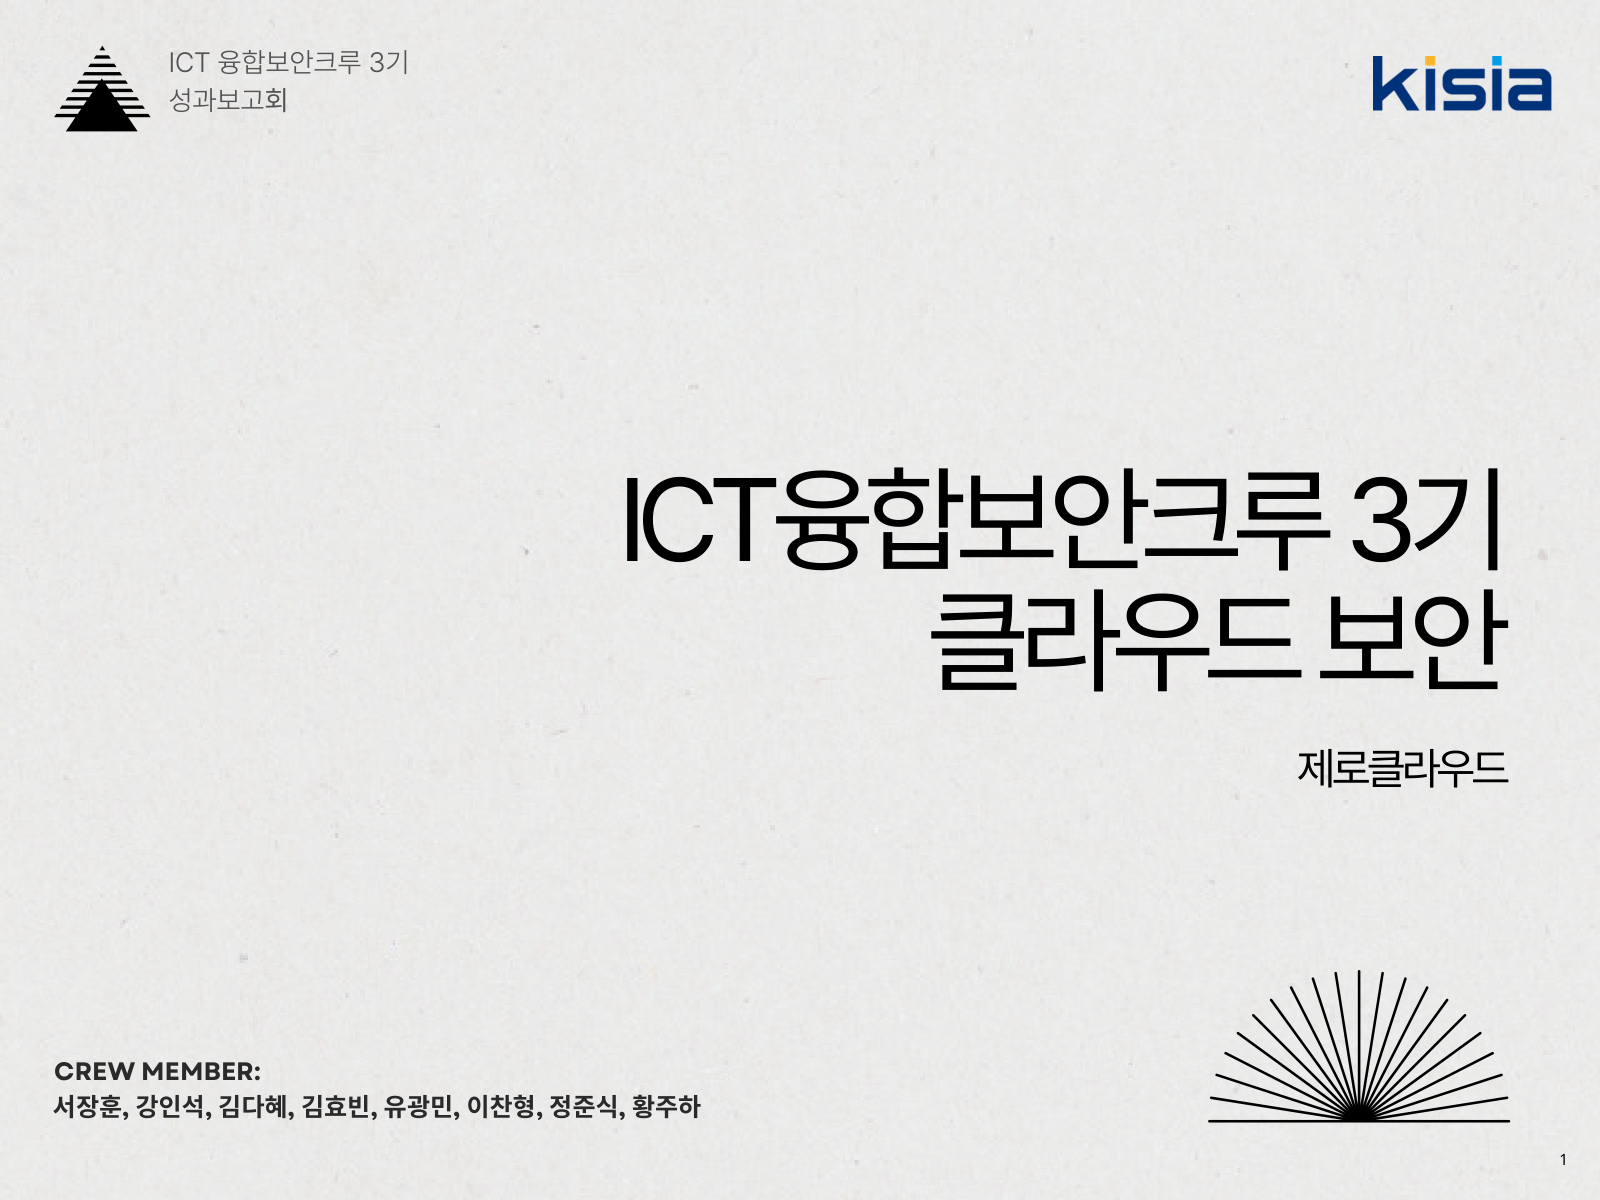 ICT 융합보안크루 3기
성과보고회
kisia
ICT융합보안크루 3기
클라우드 보안
제로클라우드
CREW MEMBER:
서장훈, 강인석, 김다혜, 김효빈, 유광민, 이찬형, 정준식, 황주하
1